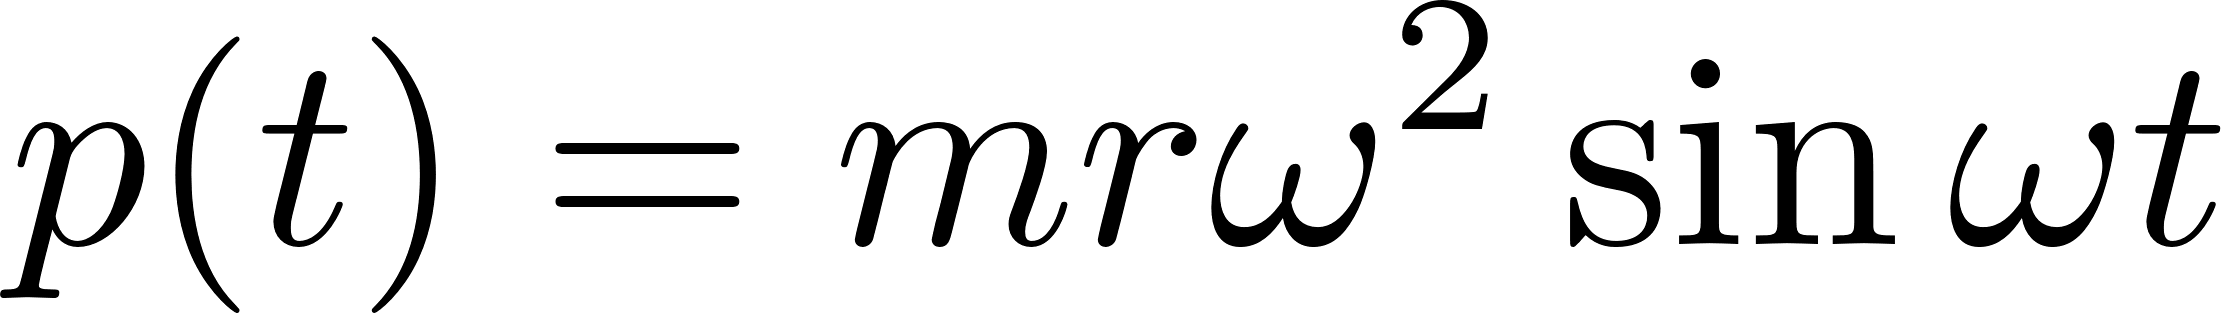 p(t) = mrω² sin ωt